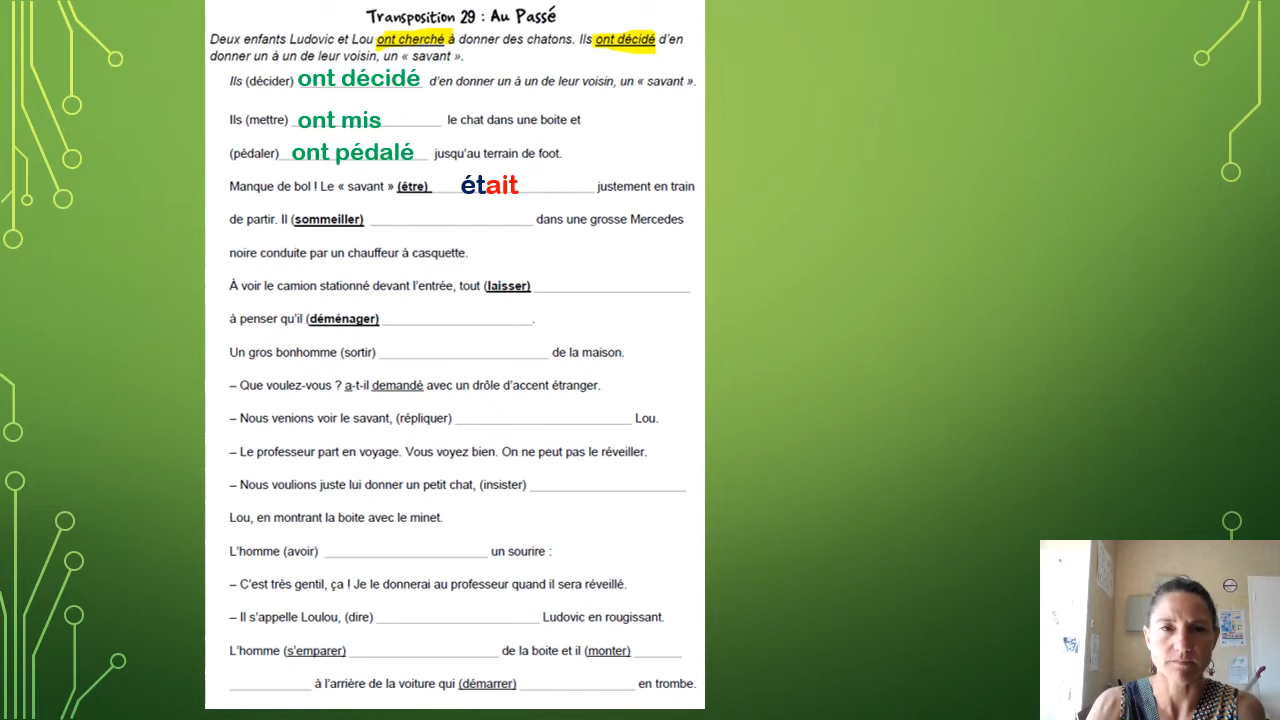 Transposition 29 : Au Passé
Deux enfants Ludovic et Lou ont cherché à donner des chatons. Ils ont décidé d'en
donner un à un de leur voisin, un « savant ».
Ils (décider) ont décidé d'en donner un à un de leur voisin, un « savant ».
Ils (mettre) ont mis le chat dans une boite et
(pédaler) ont pédalé jusqu'au terrain de foot.
Manque de bol ! Le « savant » (être) était justement en train
de partir. Il (sommeiller) dans une grosse Mercedes
noire conduite par un chauffeur à casquette.
À voir le camion stationné devant l'entrée, tout (laisser)
à penser qu'il (déménager) .
Un gros bonhomme (sortir) de la maison.
– Que voulez-vous ? a-t-il demandé avec un drôle d'accent étranger.
– Nous venions voir le savant, (répliquer) Lou.
– Le professeur part en voyage. Vous voyez bien. On ne peut pas le réveiller.
– Nous voulions juste lui donner un petit chat, (insister)
Lou, en montrant la boite avec le minet.
L'homme (avoir) un sourire :
– C'est très gentil, ça ! Je le donnerai au professeur quand il sera réveillé.
– Il s'appelle Loulou, (dire) Ludovic en rougissant.
L'homme (s'emparer) de la boite et il (monter)
à l'arrière de la voiture qui (démarrer) en trombe.